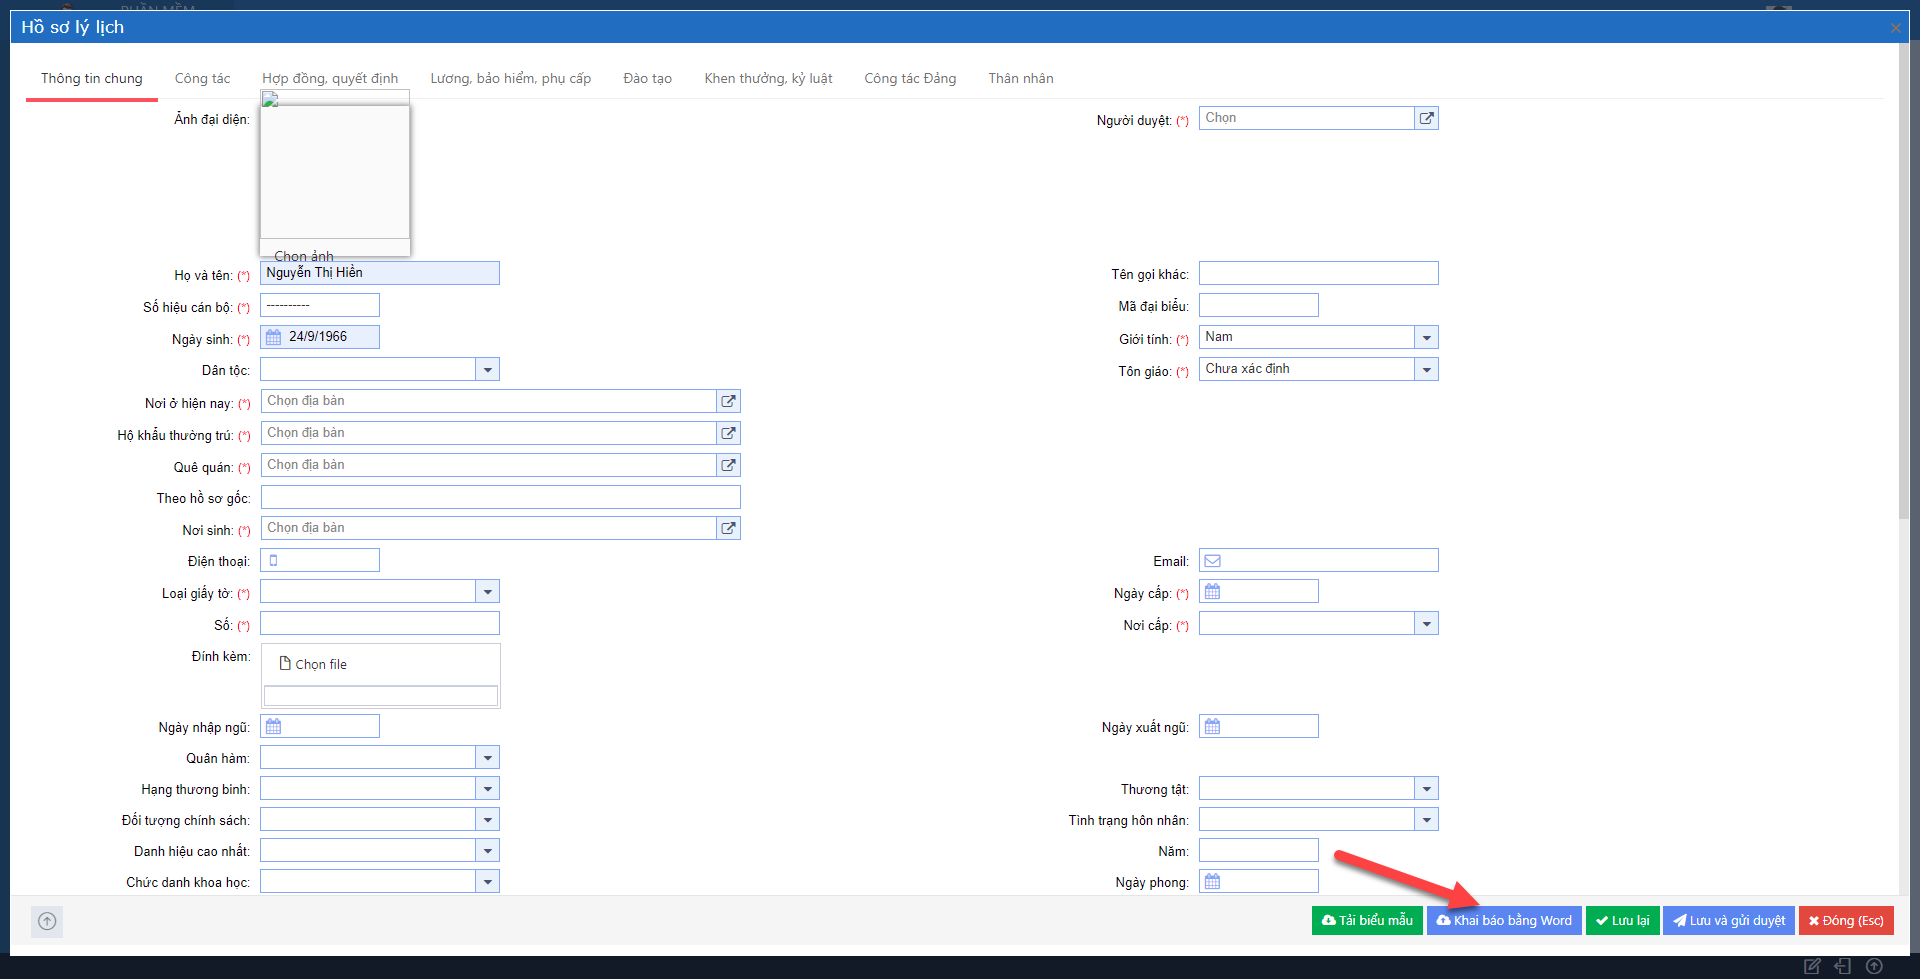 PHẦN MỀM
Hồ sơ lý lịch
Thông tin chung Công tác Hợp đồng, quyết định Lương, bảo hiểm, phụ cấp Đào tạo Khen thưởng, kỷ luật Công tác Đảng Thân nhân
Ảnh đại diện:
Người duyệt: (*) Chọn
Chọn ảnh
Họ và tên: (*) Nguyễn Thị Hiền
Tên gọi khác:
Số hiệu cán bộ: (*) ----------
Mã đại biểu:
Ngày sinh: (*) 24/9/1966
Giới tính: (*) Nam
Dân tộc:
Tôn giáo: (*) Chưa xác định
Nơi ở hiện nay: (*) Chọn địa bàn
Hộ khẩu thường trú: (*) Chọn địa bàn
Quê quán: (*) Chọn địa bàn
Theo hồ sơ gốc:
Nơi sinh: (*) Chọn địa bàn
Điện thoại:
Email:
Loại giấy tờ: (*)
Ngày cấp: (*)
Số: (*)
Nơi cấp: (*)
Đính kèm: Chọn file
Ngày nhập ngũ:
Ngày xuất ngũ:
Quân hàm:
Hạng thương binh:
Thương tật:
Đối tượng chính sách:
Tình trạng hôn nhân:
Danh hiệu cao nhất:
Năm:
Chức danh khoa học:
Ngày phong:
Tải biểu mẫu Khai báo bằng Word Lưu lại Lưu và gửi duyệt Đóng (Esc)